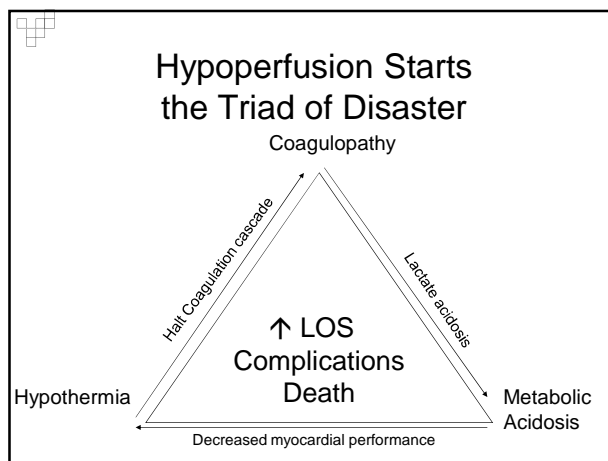 Hypoperfusion Starts
the Triad of Disaster
Coagulopathy
Halt Coagulation cascade
Lactate acidosis
↑ LOS
Complications
Death
Hypothermia
Metabolic
Acidosis
Decreased myocardial performance